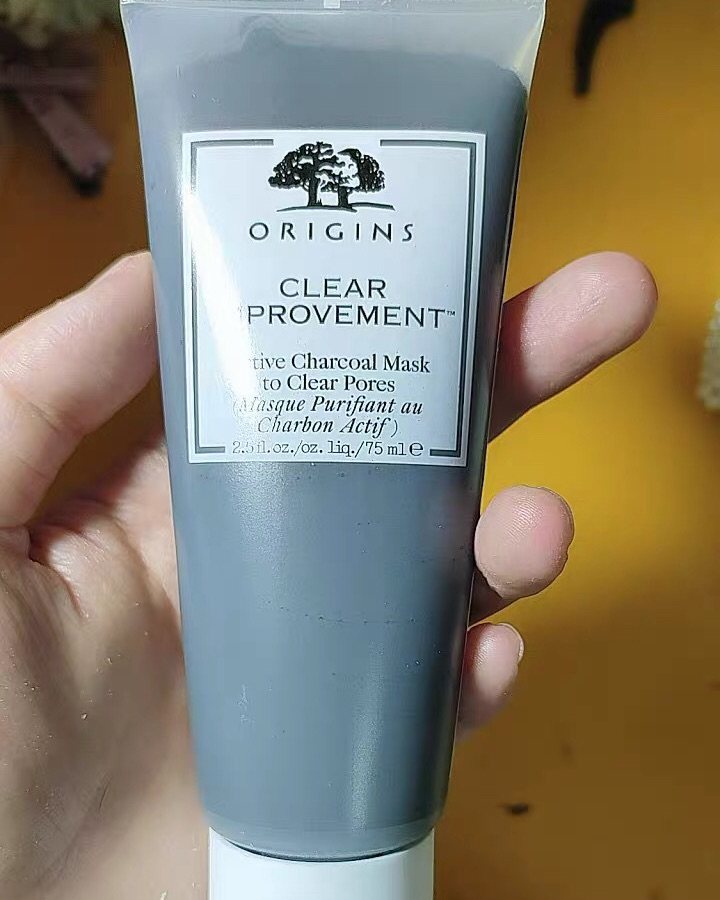 ORIGINS
CLEAR
PROVEMENT™
tive Charcoal Mask
to Clear Pores
(Masque Purifiant au
Charbon Actif)
2.5 fl.oz./oz. liq./75 ml ℮